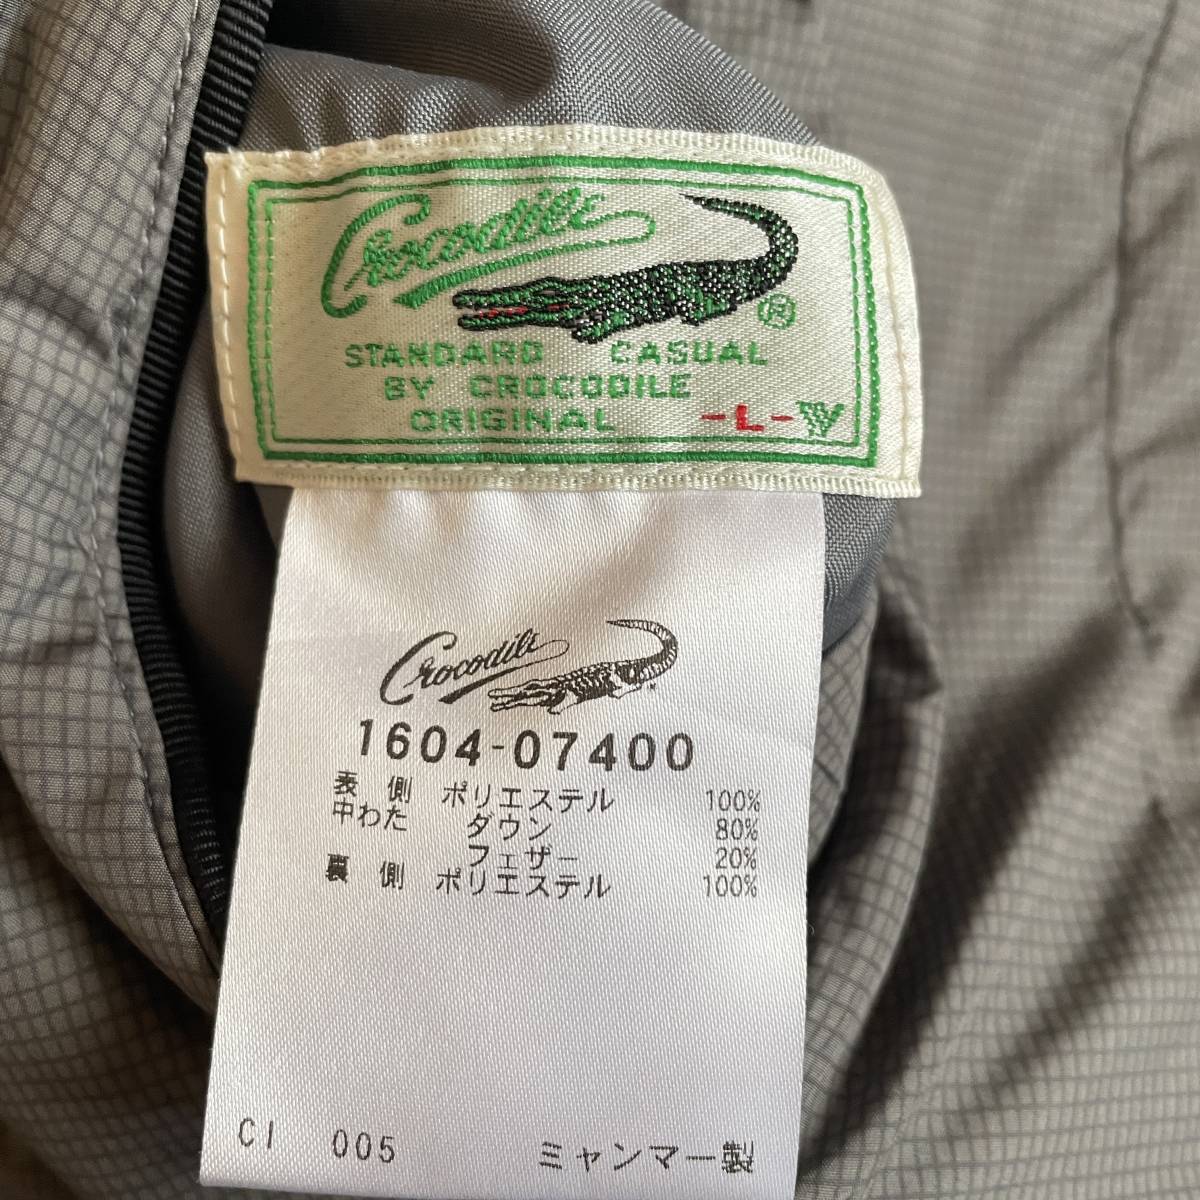 Crocodile
®
STANDARD CASUAL
BY CROCODILE
ORIGINAL -L-
Crocodile
1604-07400
表側 ポリエステル 100%
中わた ダウン 80%
フェザー 20%
裏側 ポリエステル 100%
CI 005 ミャンマー製